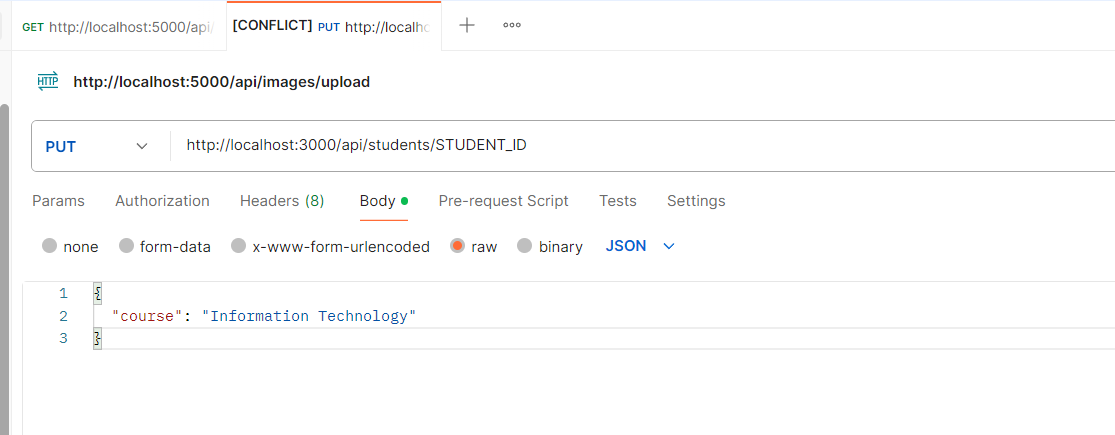 GET http://localhost:5000/api/
[CONFLICT] PUT http://localho
HTTP http://localhost:5000/api/images/upload
PUT http://localhost:3000/api/students/STUDENT_ID
Params Authorization Headers (8) Body Pre-request Script Tests Settings
none form-data x-www-form-urlencoded raw binary JSON
1 {
2 "course": "Information Technology"
3 }